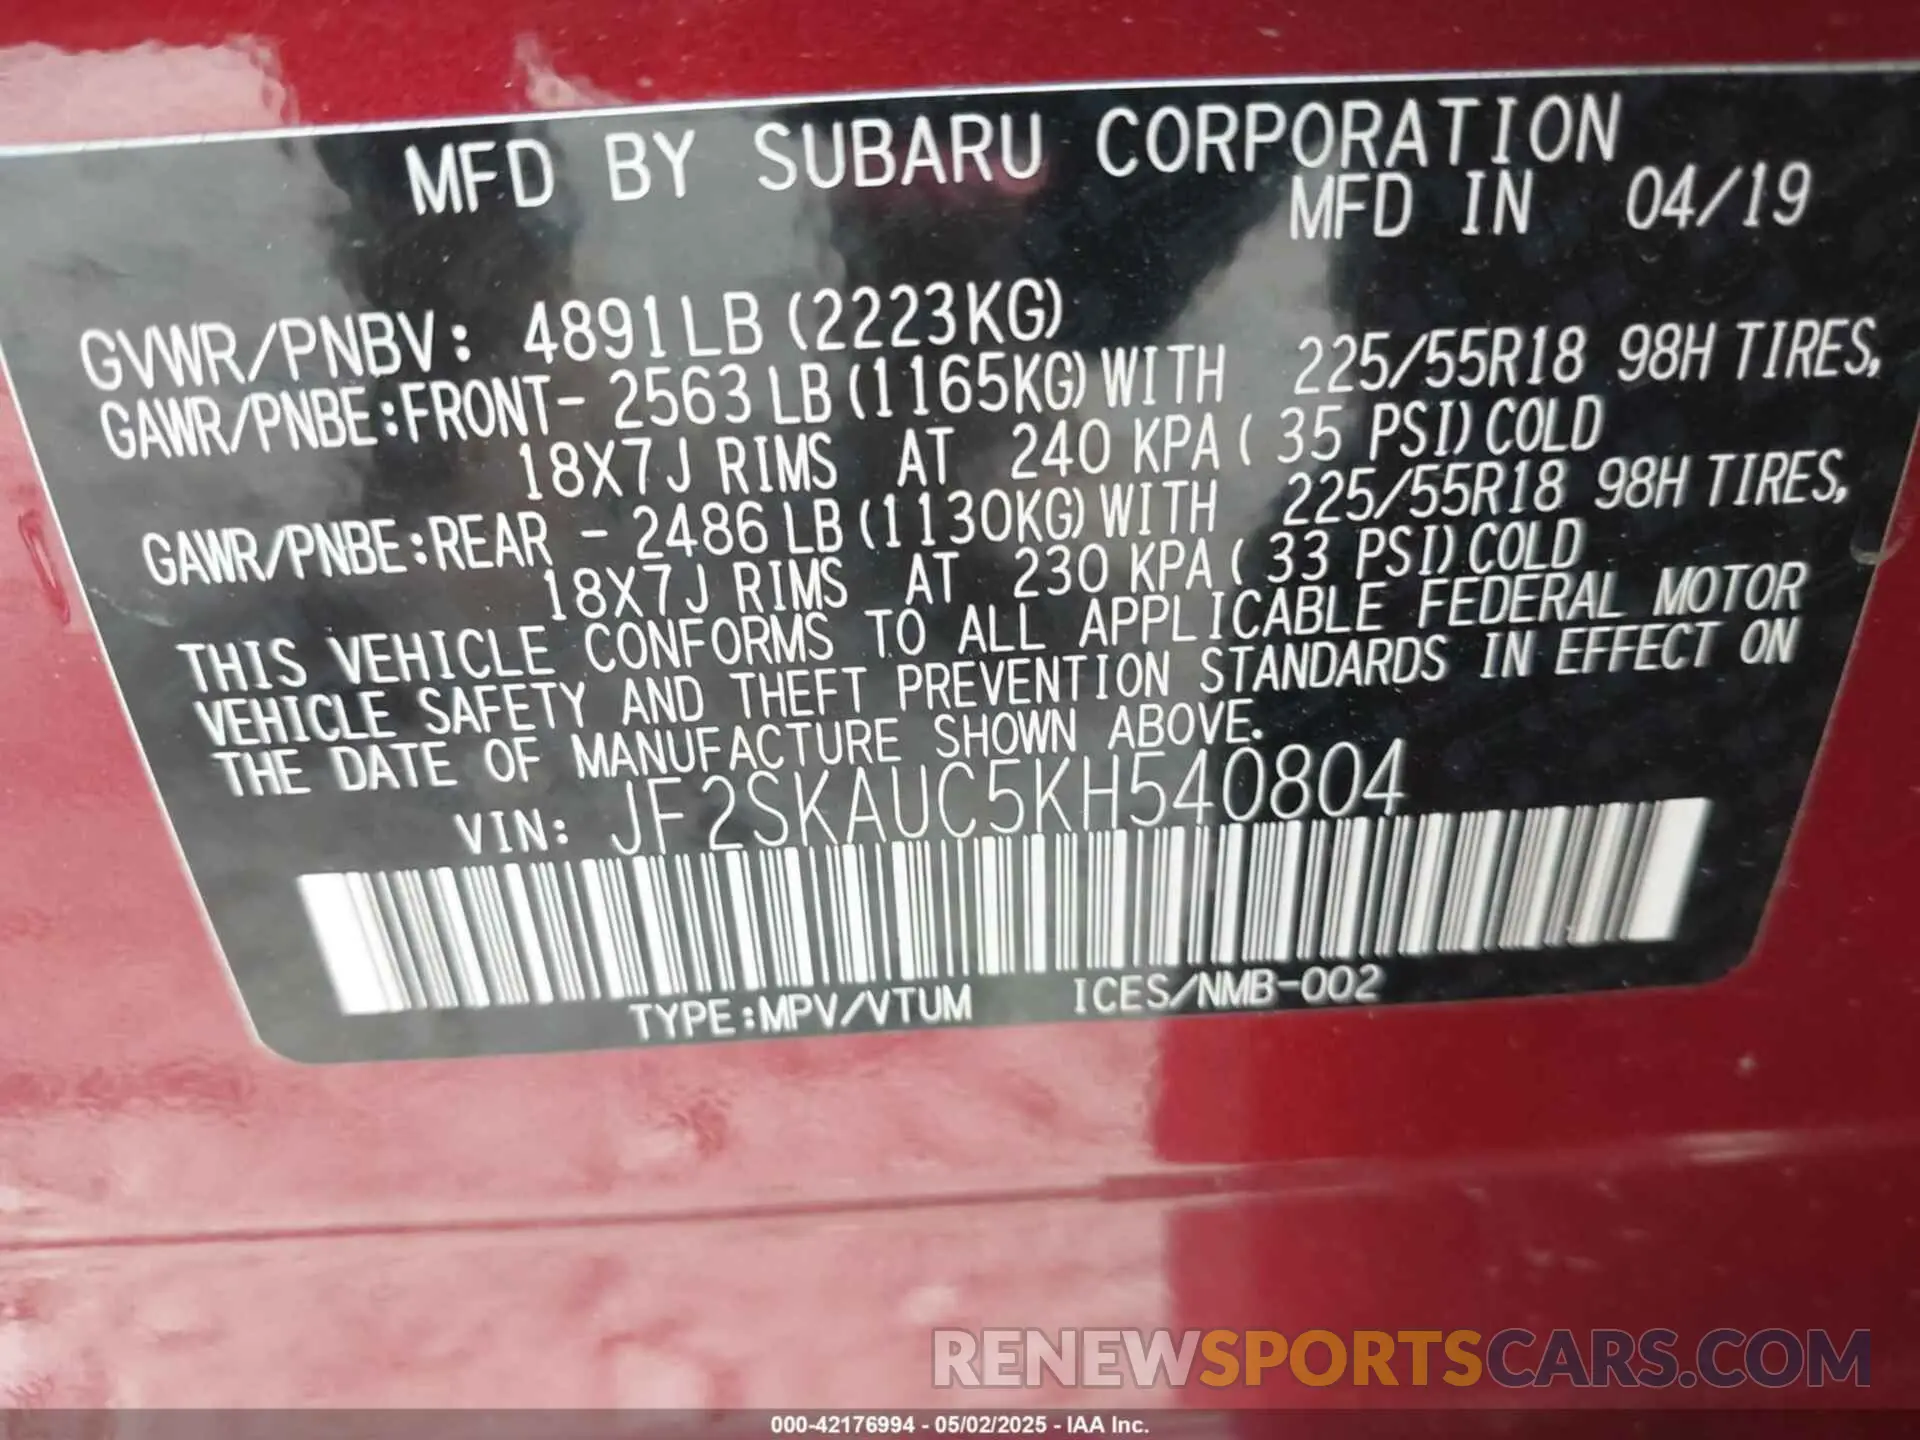 MFD BY SUBARU CORPORATION
MFD IN 04/19
GVWR/PNBV: 4891LB (2223KG)
GAWR/PNBE:FRONT- 2563 LB (1165KG) WITH 225/55R18 98H TIRES,
18X7J RIMS AT 240 KPA ( 35 PSI) COLD
GAWR/PNBE:REAR - 2486 LB (1130KG) WITH 225/55R18 98H TIRES,
18X7J RIMS AT 230 KPA ( 33 PSI) COLD
THIS VEHICLE CONFORMS TO ALL APPLICABLE FEDERAL MOTOR
VEHICLE SAFETY AND THEFT PREVENTION STANDARDS IN EFFECT ON
THE DATE OF MANUFACTURE SHOWN ABOVE.
VIN: JF2SKAUC5KH540804
TYPE:MPV/VTUM ICES/NMB-002
RENEWSPORTSCARS.COM
000-42176994 - 05/02/2025 - IAA Inc.